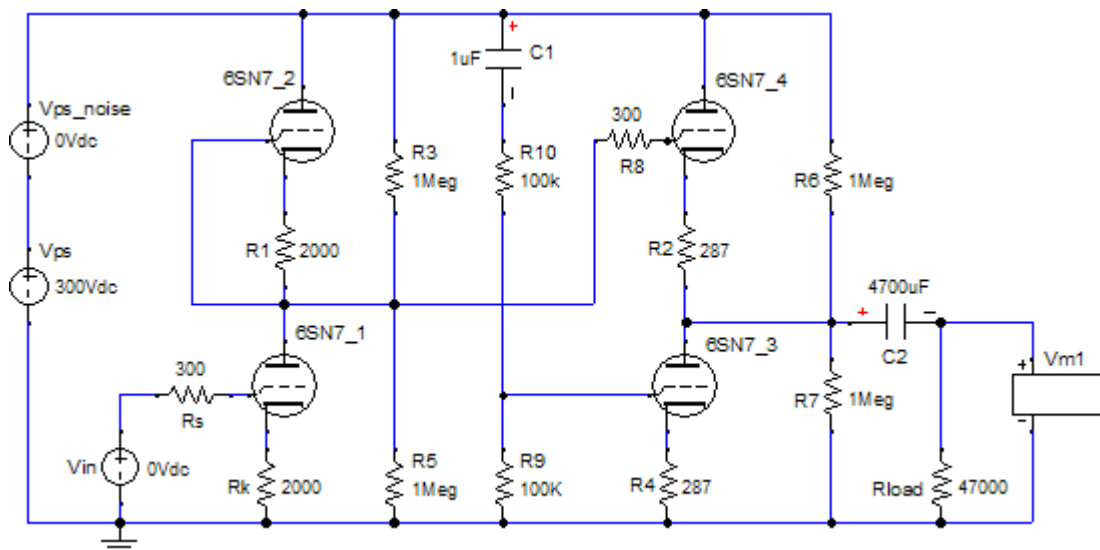 Vps_noise
0Vdc
Vps
300Vdc
6SN7_2
R1
2000
6SN7_1
300
Rs
Vin
0Vdc
Rk
2000
R3
1Meg
R5
1Meg
+
1uF
C1
R10
100k
R9
100K
6SN7_4
300
R8
R2
287
6SN7_3
R4
287
R6
1Meg
R7
1Meg
4700uF
+
C2
Rload
47000
Vm1
+
-